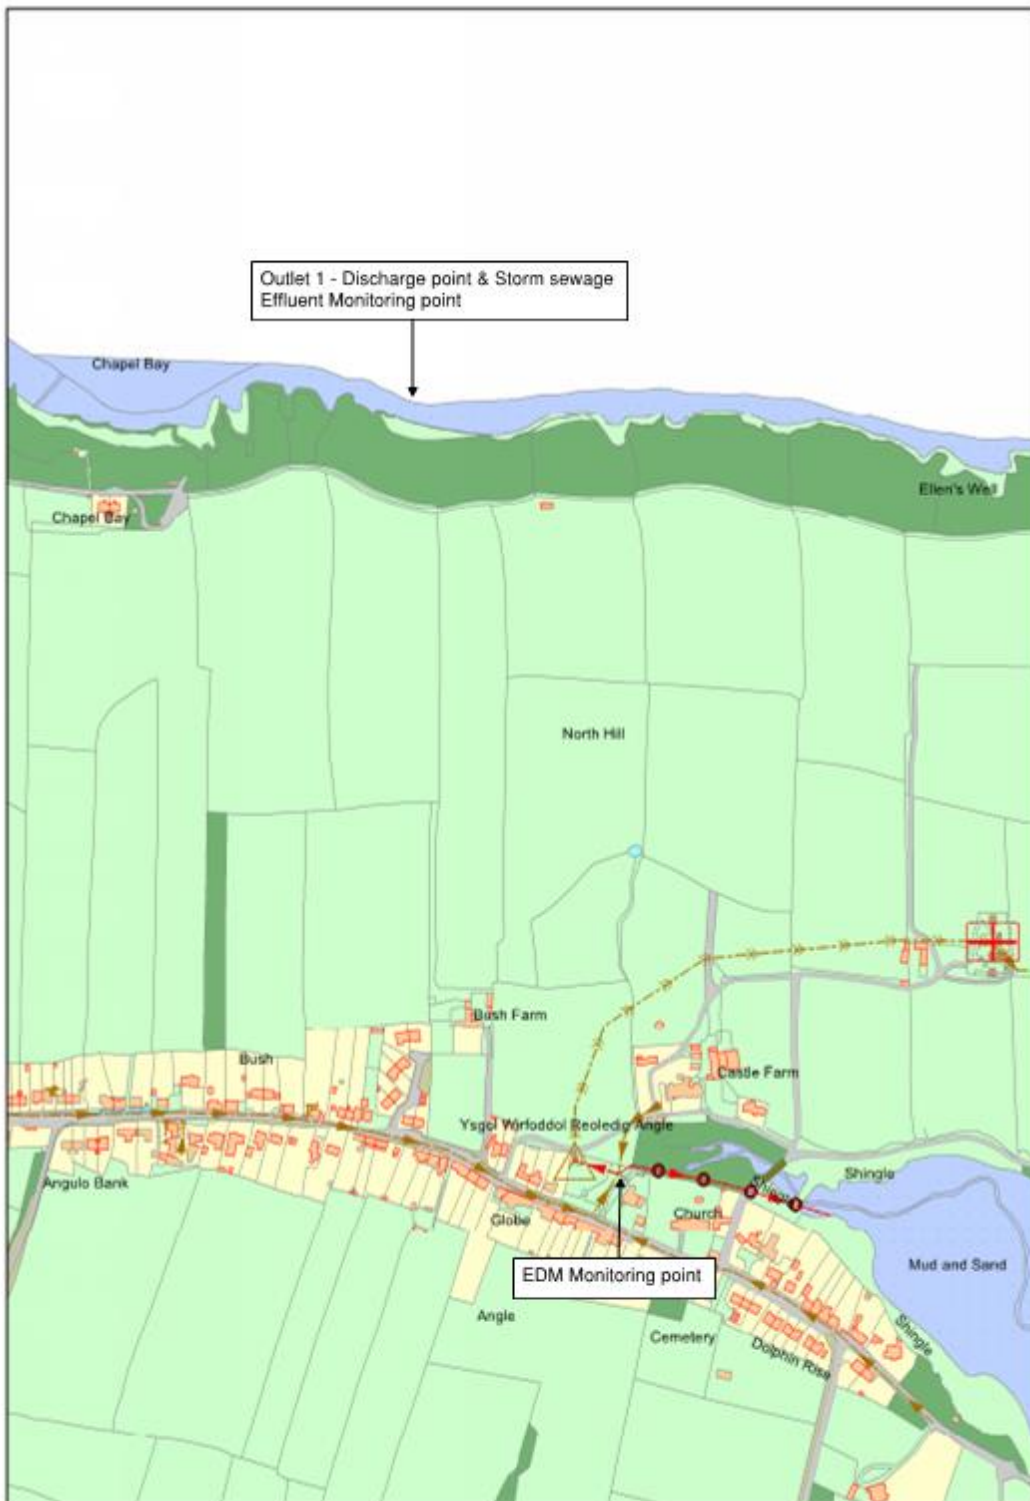 Outlet 1 - Discharge point & Storm sewage
Effluent Monitoring point
Chapel Bay
Ellen's Well
Chapel Bay
North Hill
Bush Farm
Bush
Castle Farm
Ysgol Wirfoddol Reoledig Angle
Shingle
Angulo Bank
Shingle
Church
Globe
Mud and Sand
EDM Monitoring point
Angle
Shingle
Cemetery
Dolphin Rise